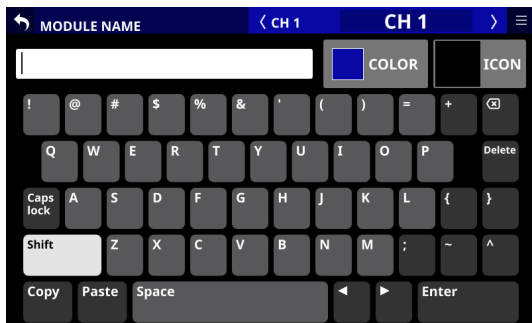 MODULE NAME CH 1 CH 1
COLOR ICON
! @ # $ % & ' ( ) = +
Q W E R T Y U I O P Delete
Caps lock A S D F G H J K L { }
Shift Z X C V B N M ; ~ ^
Copy Paste Space ◀ ▶ Enter